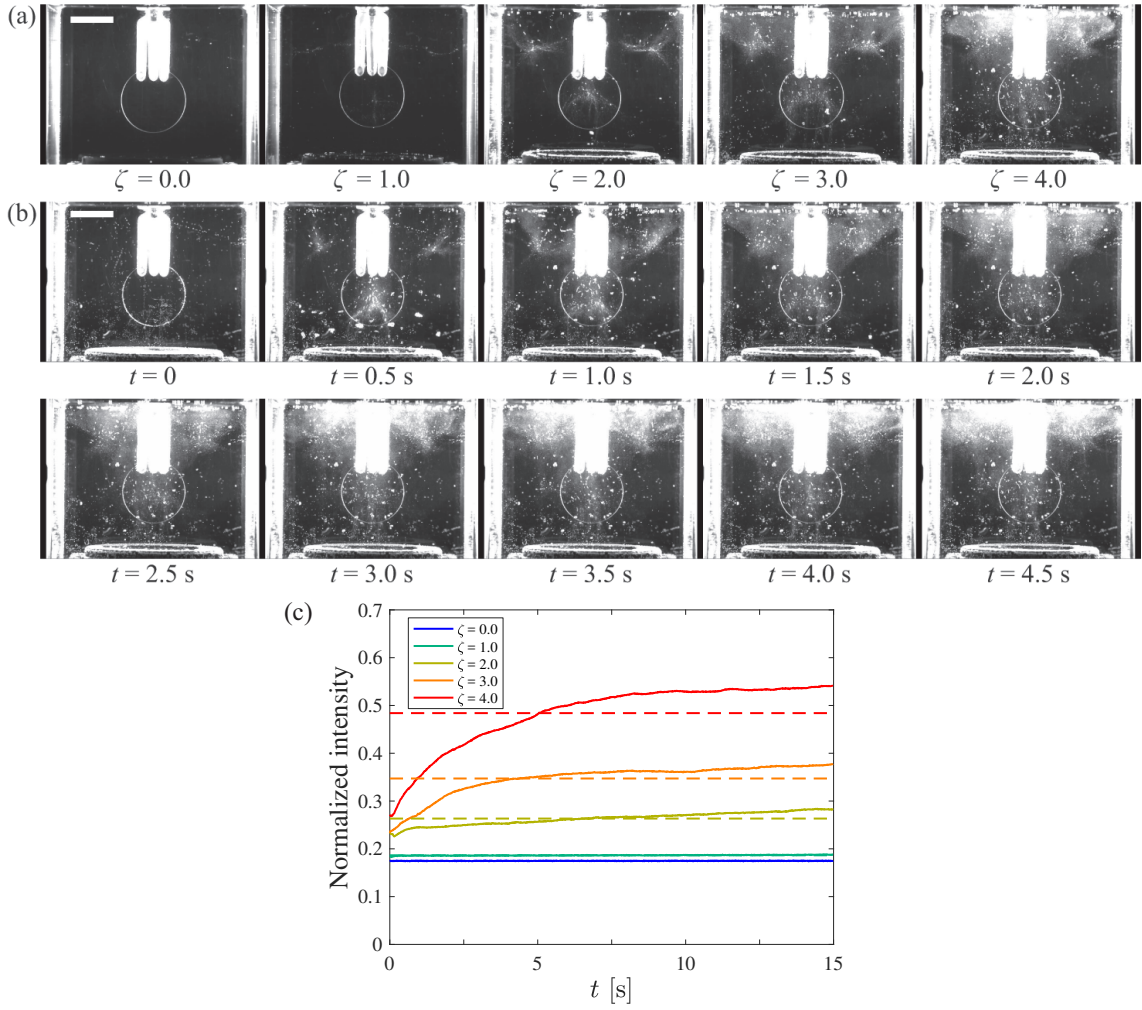 (a)
ζ = 0.0 ζ = 1.0 ζ = 2.0 ζ = 3.0 ζ = 4.0
(b)
t = 0 t = 0.5 s t = 1.0 s t = 1.5 s t = 2.0 s
t = 2.5 s t = 3.0 s t = 3.5 s t = 4.0 s t = 4.5 s
(c)
0.7
0.6
0.5
0.4
0.3
0.2
0.1
0
Normalized intensity
ζ = 0.0
ζ = 1.0
ζ = 2.0
ζ = 3.0
ζ = 4.0
0 5 10 15
t [s]